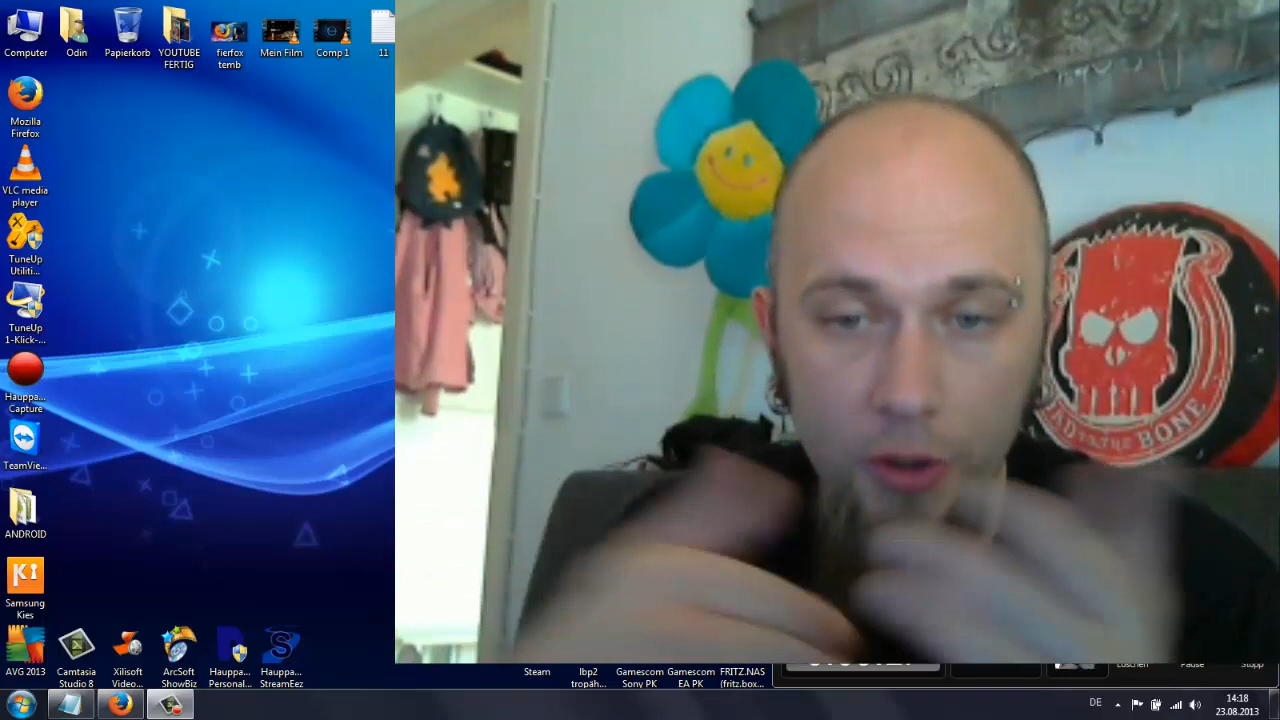 Computer
Odin
Papierkorb
YOUTUBE
FERTIG
fierfox
temb
Mein Film
Comp 1
11
Mozilla
Firefox
VLC media
player
TuneUp
Utiliti...
TuneUp
1-Klick-...
Hauppa...
Capture
TeamVie...
ANDROID
Samsung
Kies
AVG 2013
Camtasia
Studio 8
Xilisoft
Video...
ArcSoft
ShowBiz
Hauppa...
Personal...
Hauppa...
StreamEez
Steam
lbp2
tropäh...
Gamescom
Sony PK
Gamescom
EA PK
FRITZ.NAS
(fritz.box...
Löschen
Pause
Stopp
BONE
DE
14:18
23.08.2013